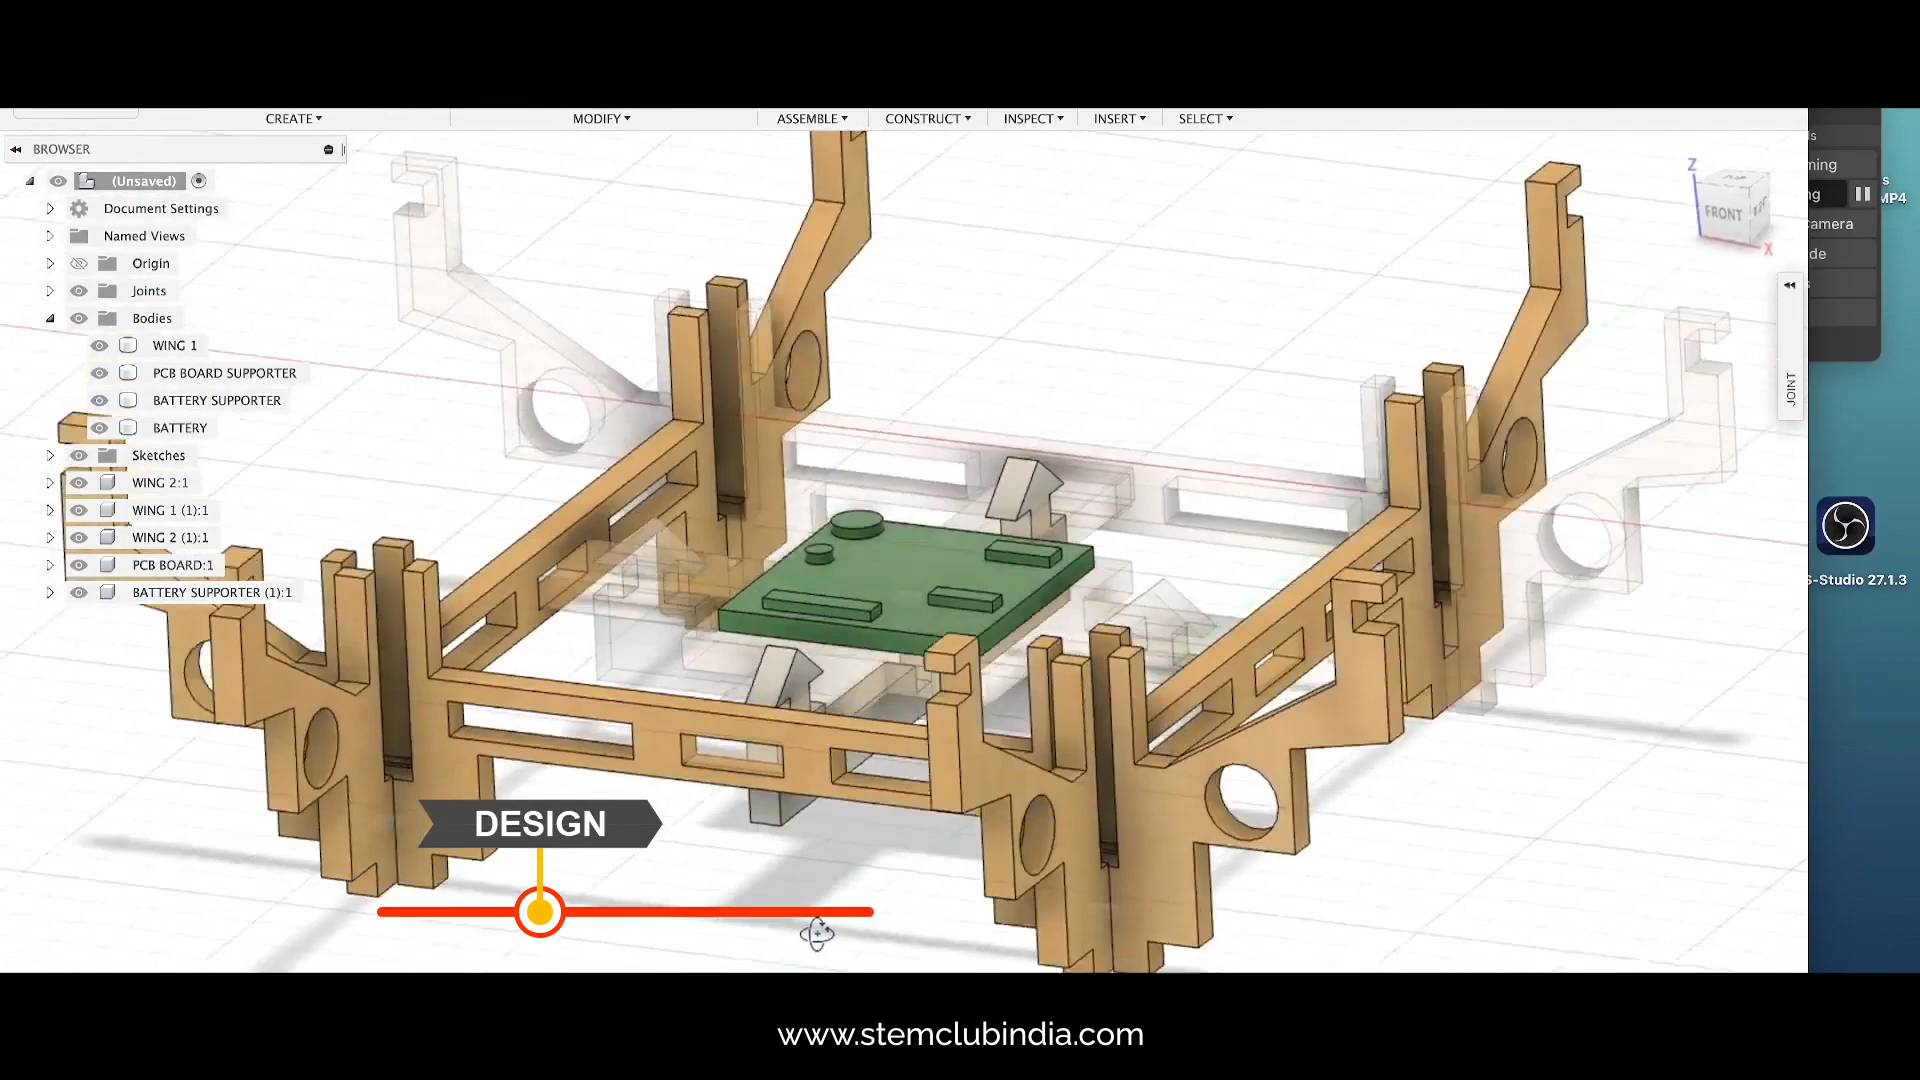 CREATE
MODIFY
ASSEMBLE
CONSTRUCT
INSPECT
INSERT
SELECT
BROWSER
(Unsaved)
Document Settings
Named Views
Origin
Joints
Bodies
WING 1
PCB BOARD SUPPORTER
BATTERY SUPPORTER
BATTERY
Sketches
WING 2:1
WING 1 (1):1
WING 2 (1):1
PCB BOARD:1
BATTERY SUPPORTER (1):1
Z
FRONT
X
JOINT
MP4
S-Studio 27.1.3
DESIGN
www.stemclubindia.com